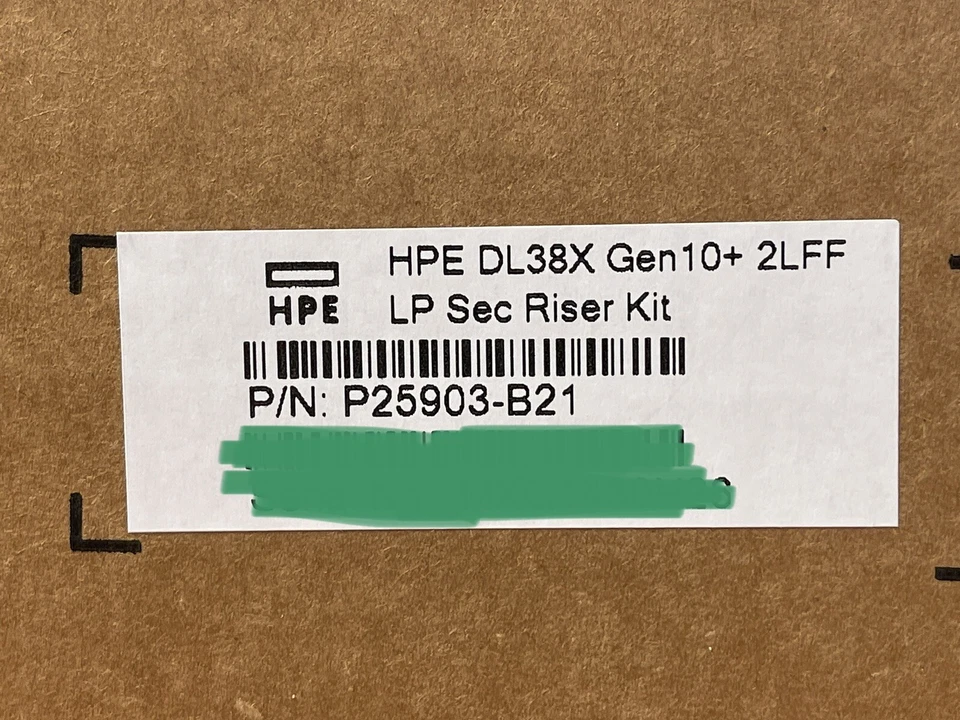 HPE DL38X Gen10+ 2LFF
HPE LP Sec Riser Kit
P/N: P25903-B21